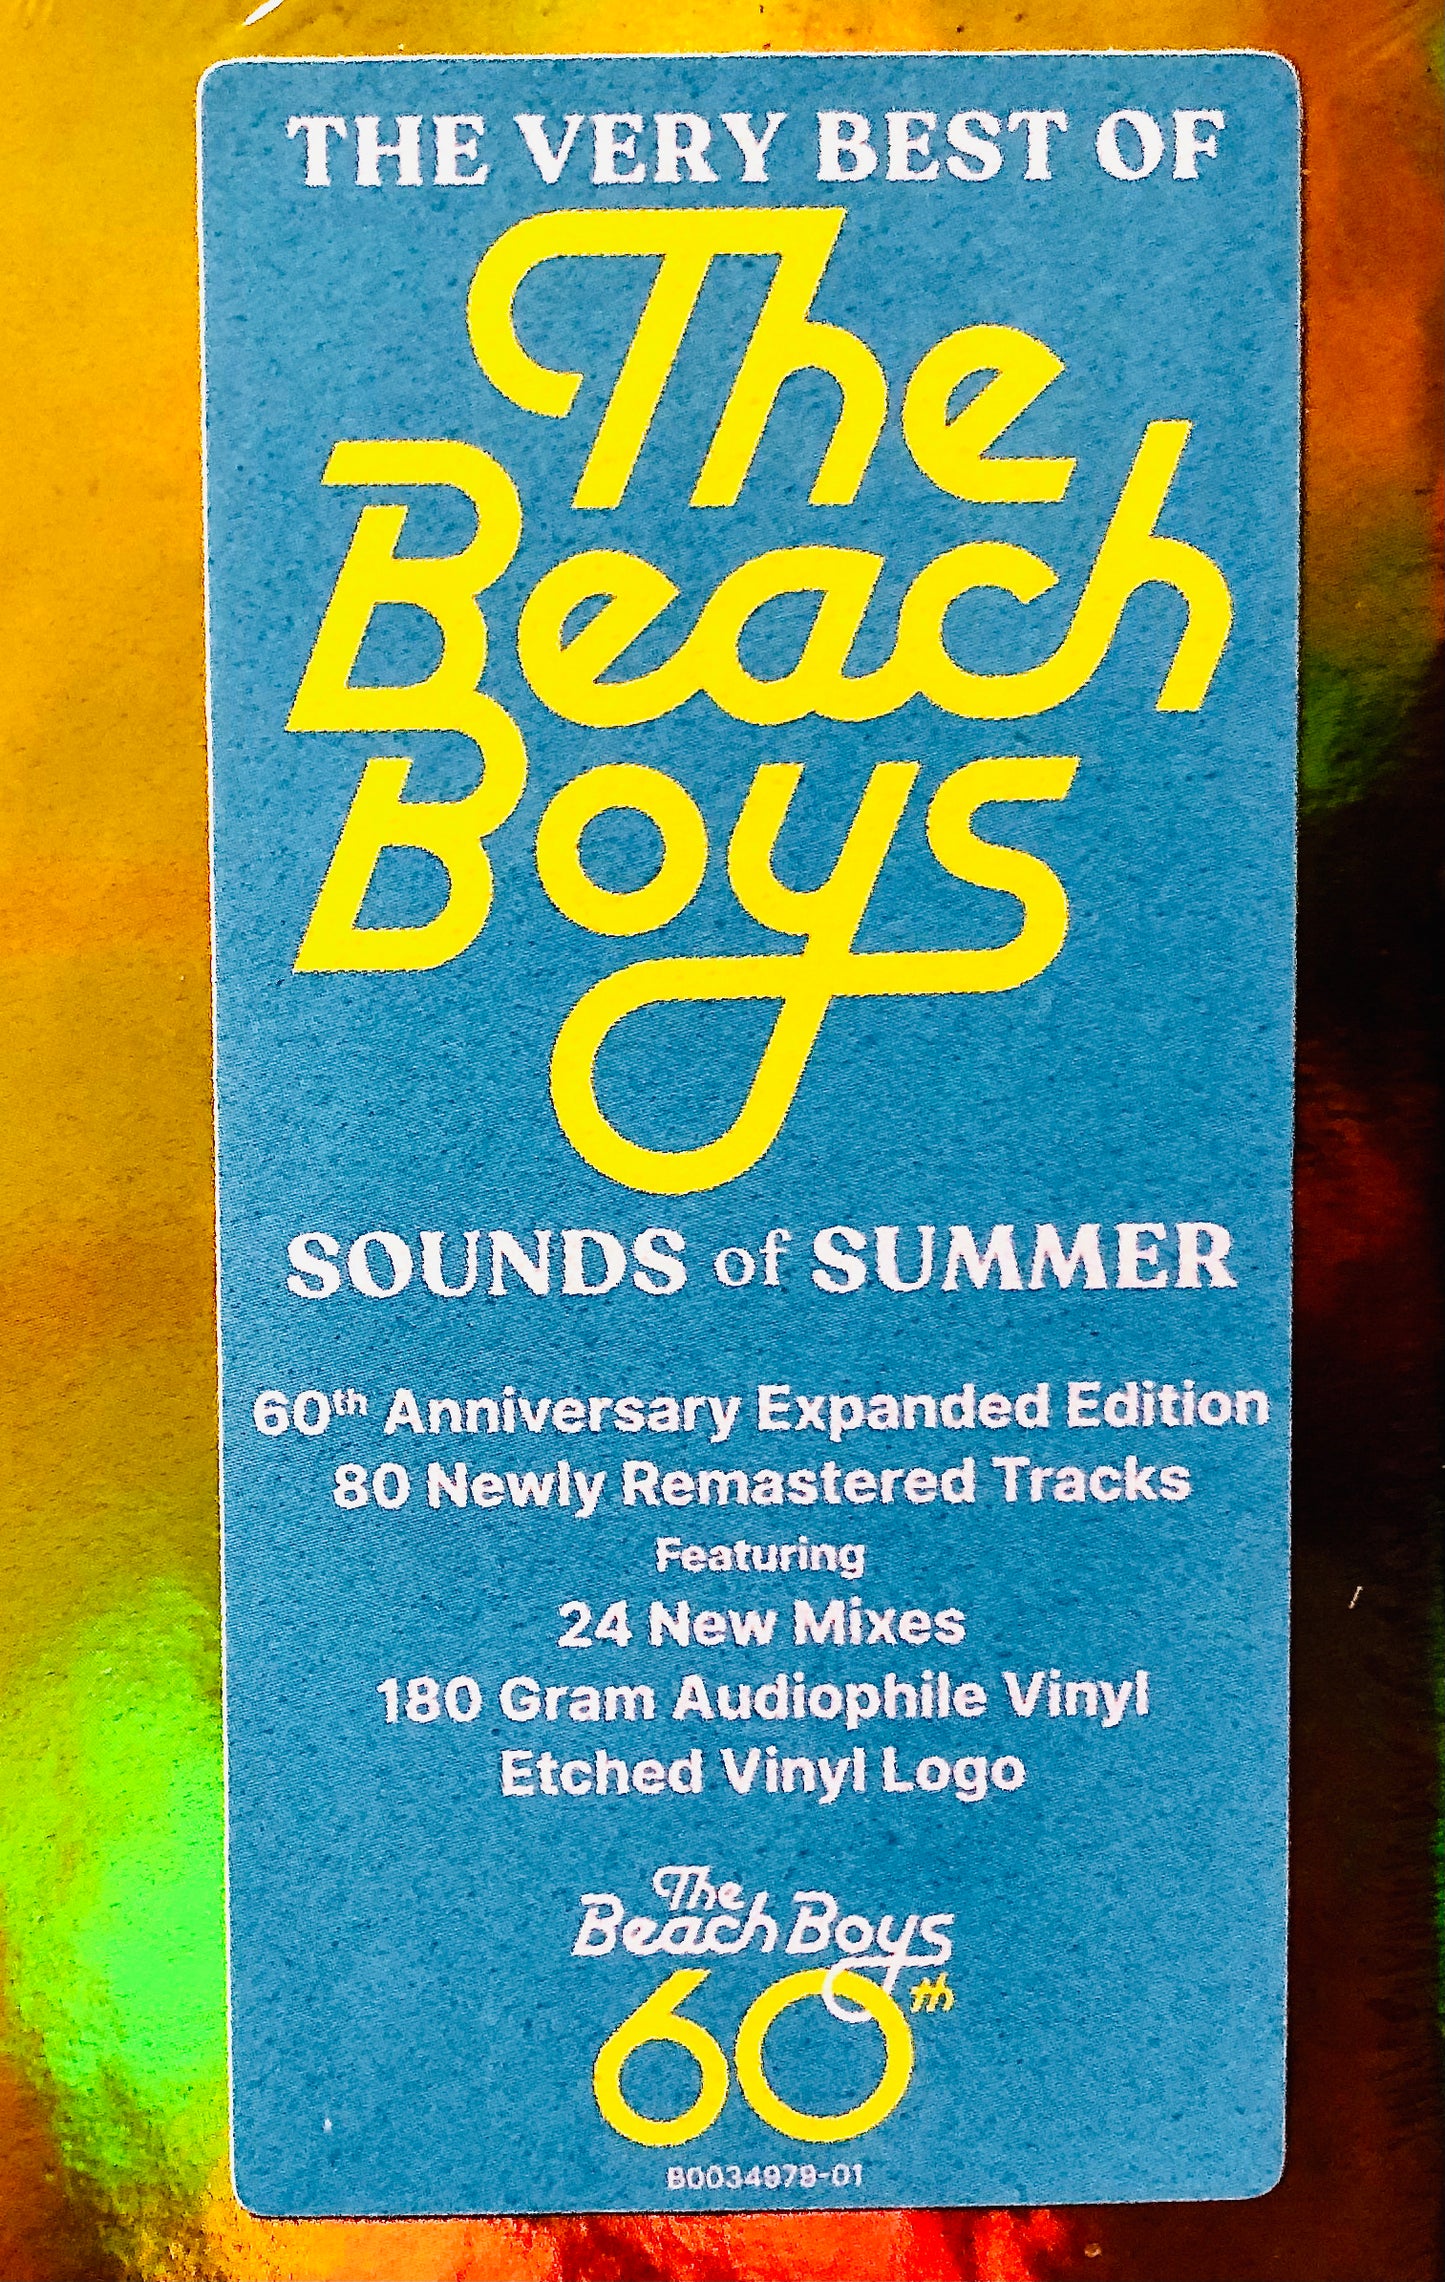 THE VERY BEST OF
The
Beach
Boys
SOUNDS of SUMMER
60th Anniversary Expanded Edition
80 Newly Remastered Tracks
Featuring
24 New Mixes
180 Gram Audiophile Vinyl
Etched Vinyl Logo
The
Beach Boys
60th
B0034979-01